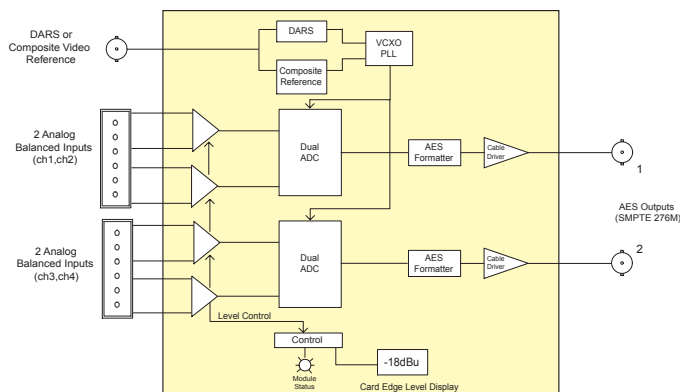 DARS or
Composite Video
Reference
DARS
Composite
Reference
VCXO
PLL
2 Analog
Balanced Inputs
(ch1,ch2)
Dual
ADC
AES
Formatter
Cable
Driver
1
AES Outputs
(SMPTE 276M)
2 Analog
Balanced Inputs
(ch3,ch4)
Dual
ADC
AES
Formatter
Cable
Driver
2
Level Control
Control
-18dBu
Module
Status
Card Edge Level Display